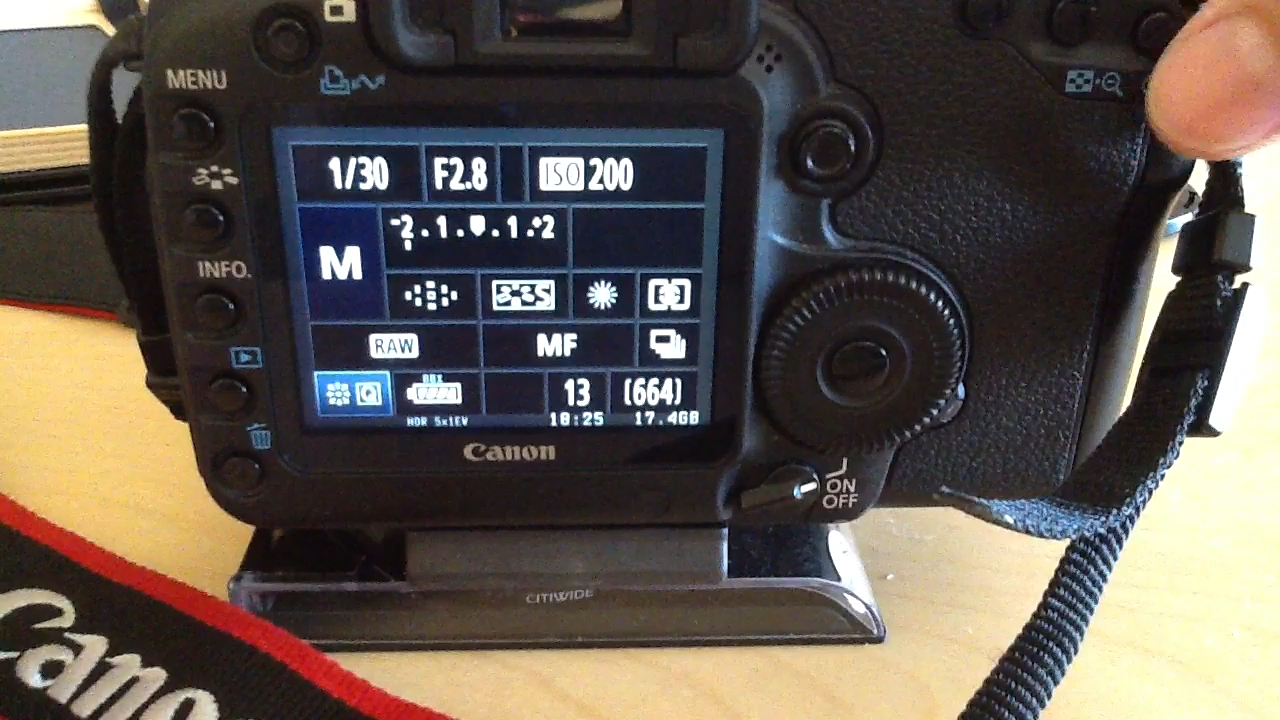 MENU
1/30 F2.8 ISO 200
-2.1.0.1.+2
M
S
INFO.
RAW MF
Q 13 [664]
HDR 5x1EV 18:25 17.4GB
Canon
ON
OFF
CITIWIDE
Cano